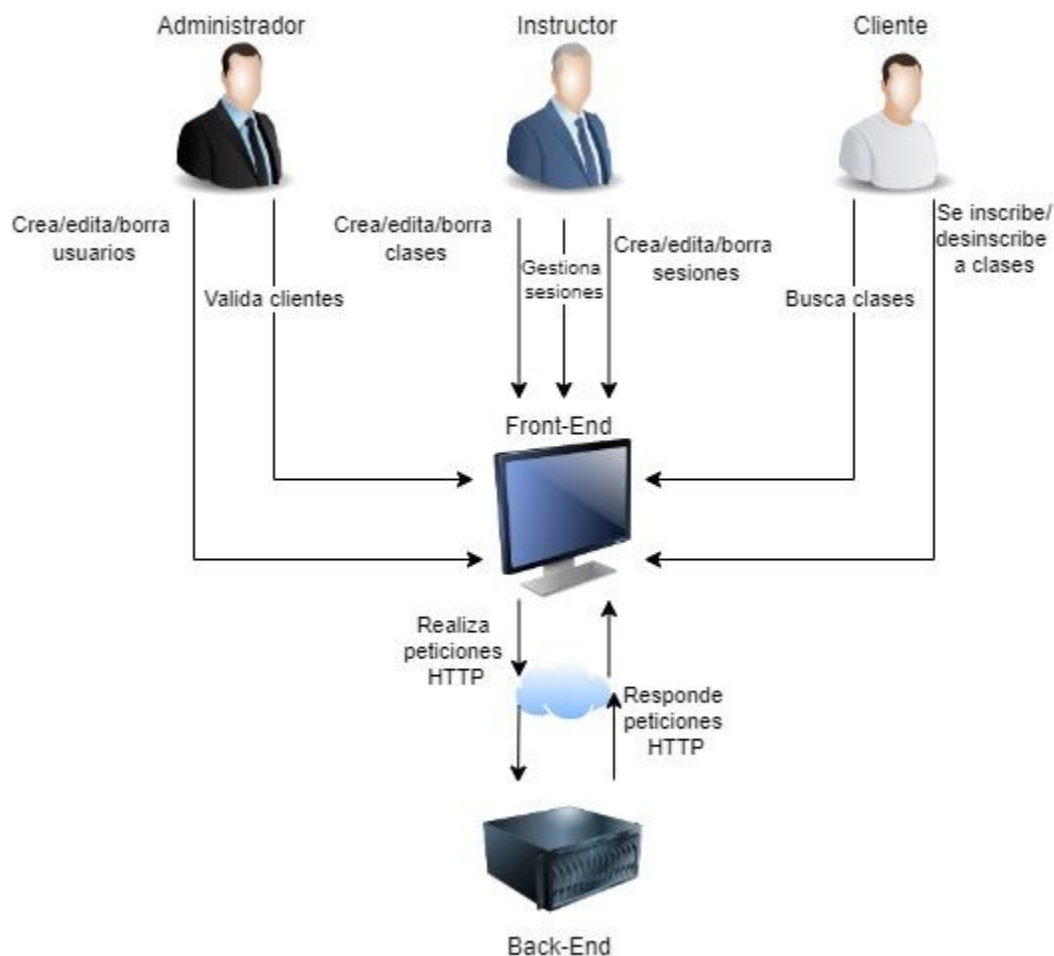 Administrador
Instructor
Cliente
Crea/edita/borra
usuarios
Valida clientes
Crea/edita/borra
clases
Gestiona
sesiones
Crea/edita/borra
sesiones
Busca clases
Se inscribe/
desinscribe
a clases
Front-End
Realiza
peticiones
HTTP
Responde
peticiones
HTTP
Back-End